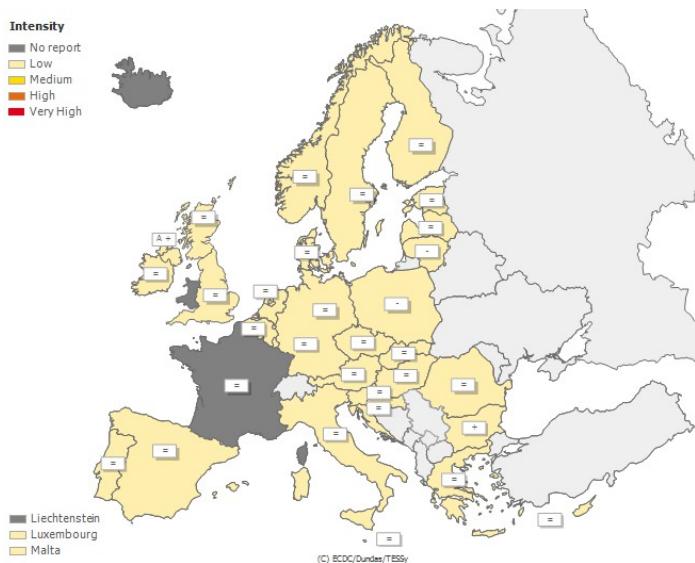 Intensity
No report
Low
Medium
High
Very High
=
=
=
=
=
=
-
A +
=
=
=
=
=
=
-
=
=
=
=
=
=
=
=
=
=
=
+
=
=
=
=
=
Liechtenstein
Luxembourg
Malta
(C) ECDC/Dundas/TESSy